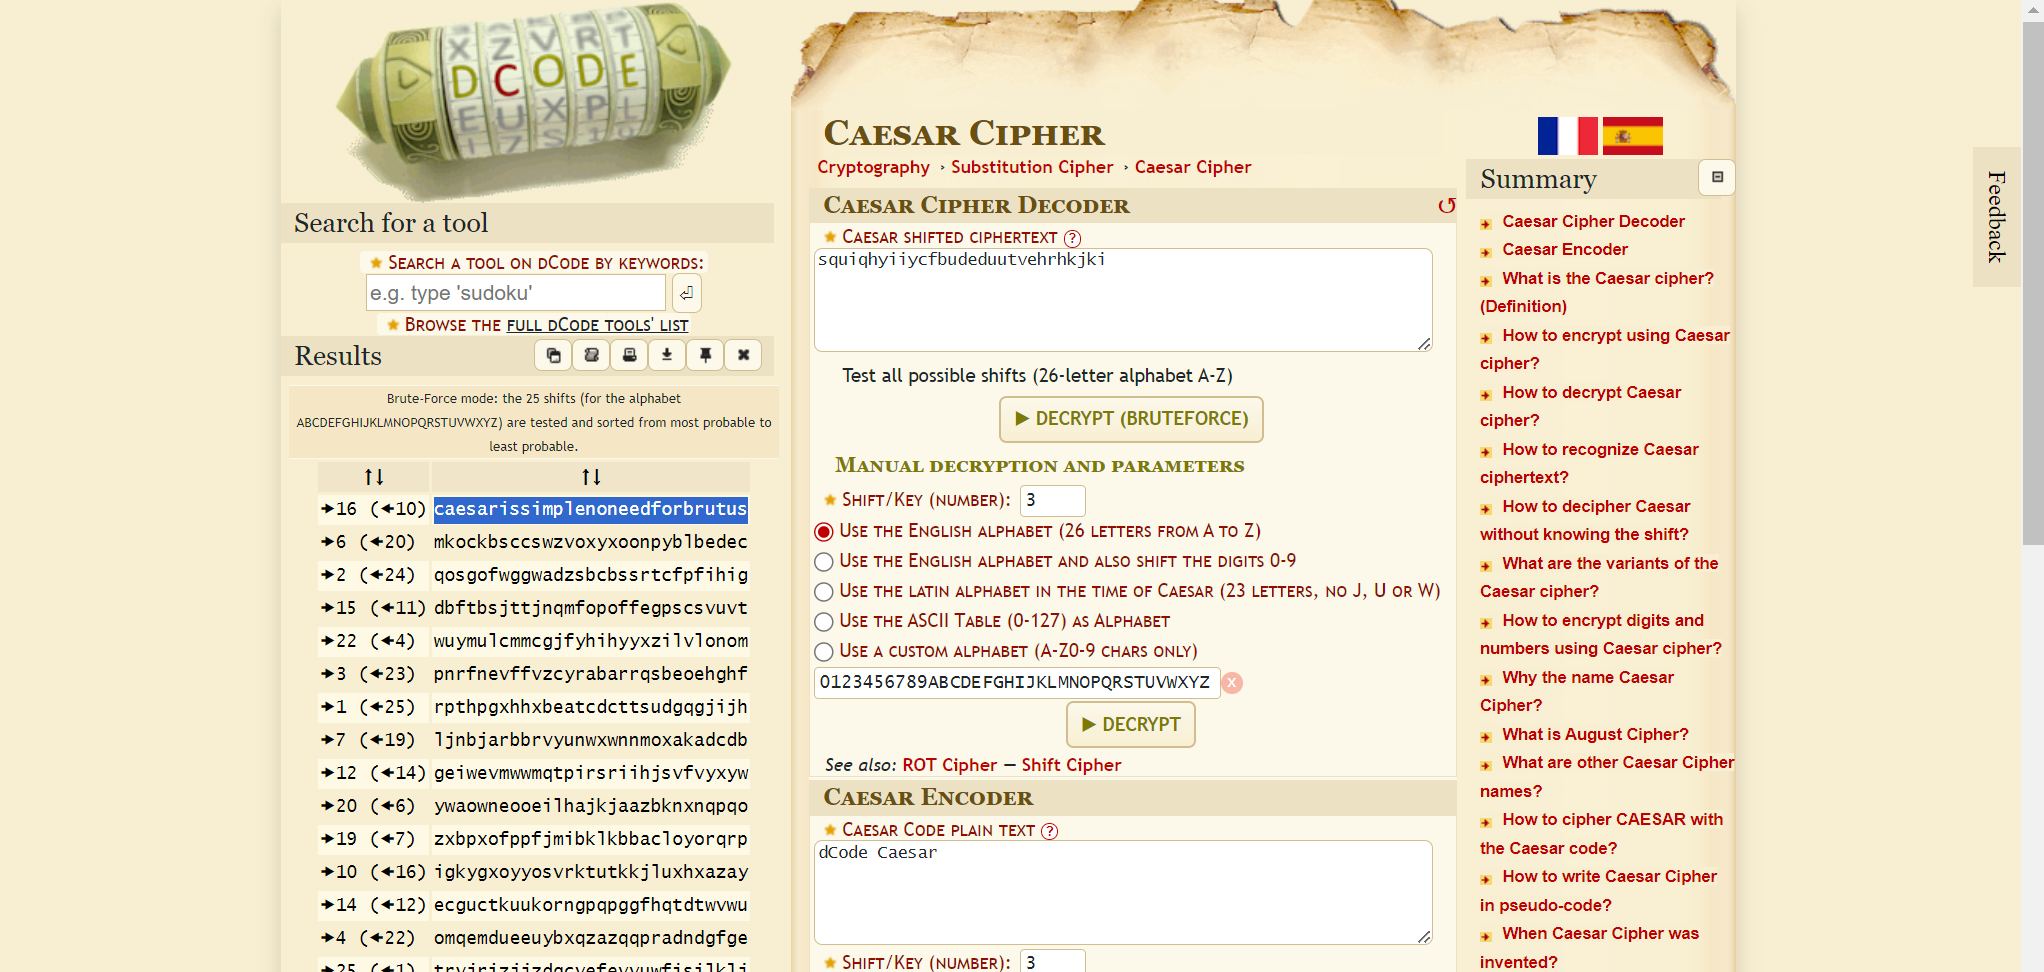 DCODE
Search for a tool
Search a tool on dCode by keywords:
e.g. type 'sudoku'
Browse the full dCode tools' list
Results
Brute-Force mode: the 25 shifts (for the alphabet
ABCDEFGHIJKLMNOPQRSTUVWXYZ) are tested and sorted from most probable to
least probable.
↑↓ ↑↓
➔16 (←10) caesarissimplenoneedforbrutus
➔6 (←20) mkockbsccswzvoxyxoonpyblbedec
➔2 (←24) qosgofwggwadzsbcbssrtcfpfihig
➔15 (←11) dbftbsjttjnqmfopoffegpscsvuvt
➔22 (←4) wuymulcmmcgjfyhihyyxzilvlonom
➔3 (←23) pnrfnevffvzcyrabarrqsbeoehghf
➔1 (←25) rpthpgxhhxbeatcdcttsudgqgjijh
➔7 (←19) ljnbjarbbrvyunwxwnnmoxakadcdb
➔12 (←14) geiwevmwwmqtpirsriihjsvfvyxyw
➔20 (←6) ywaowneooeilhajkjaazbknxnqpqo
➔19 (←7) zxbpxofppfjmibklkbbacloyorqrp
➔10 (←16) igkygxoyyosvrktutkkjluxhxazay
➔14 (←12) ecguctkuukorngpqpggfhqtdtwvwu
➔4 (←22) omqemdueeuybxqzazqqpradndgfge
Caesar Cipher
Cryptography › Substitution Cipher › Caesar Cipher
Caesar Cipher Decoder
Caesar shifted ciphertext ?
squiqhyiiycfbudeduutvehrhkjki
Test all possible shifts (26-letter alphabet A-Z)
▶ DECRYPT (BRUTEFORCE)
Manual decryption and parameters
Shift/Key (number): 3
Use the English alphabet (26 letters from A to Z)
Use the English alphabet and also shift the digits 0-9
Use the latin alphabet in the time of Caesar (23 letters, no J, U or W)
Use the ASCII Table (0-127) as Alphabet
Use a custom alphabet (A-Z0-9 chars only)
0123456789ABCDEFGHIJKLMNOPQRSTUVWXYZ X
▶ DECRYPT
See also: ROT Cipher — Shift Cipher
Caesar Encoder
Caesar Code plain text ?
dCode Caesar
Shift/Key (number): 3
Summary
Caesar Cipher Decoder
Caesar Encoder
What is the Caesar cipher?
(Definition)
How to encrypt using Caesar
cipher?
How to decrypt Caesar
cipher?
How to recognize Caesar
ciphertext?
How to decipher Caesar
without knowing the shift?
What are the variants of the
Caesar cipher?
How to encrypt digits and
numbers using Caesar cipher?
Why the name Caesar
Cipher?
What is August Cipher?
What are other Caesar Cipher
names?
How to cipher CAESAR with
the Caesar code?
How to write Caesar Cipher
in pseudo-code?
When Caesar Cipher was
invented?
Feedback